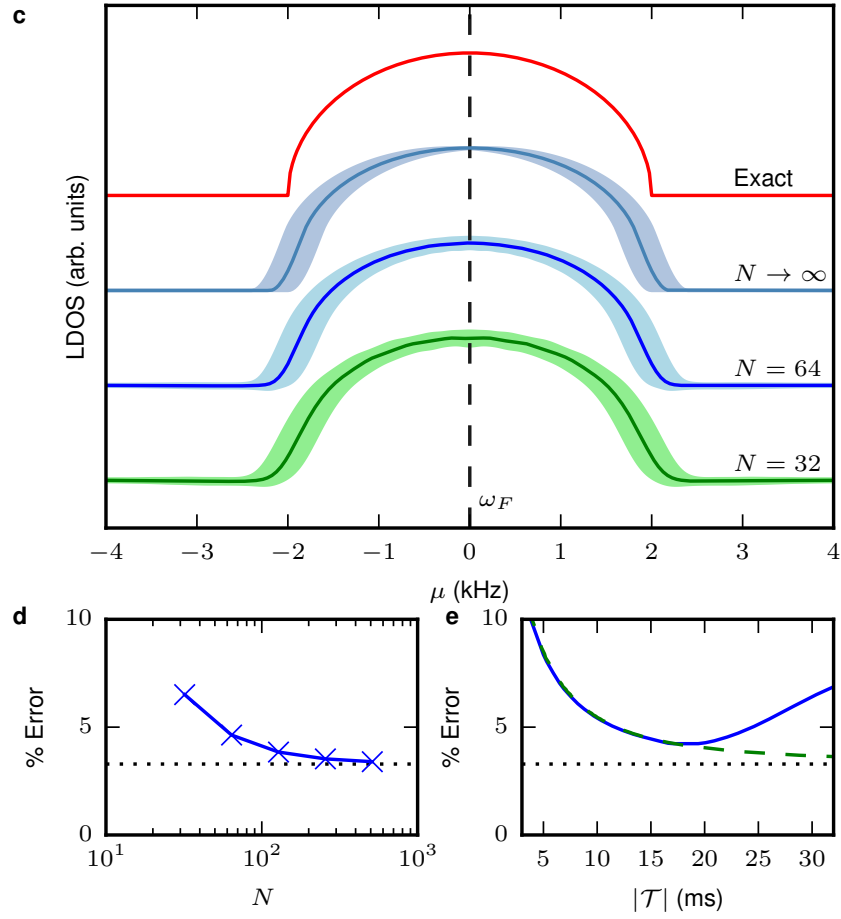 c
LDOS (arb. units)
Exact
N → ∞
N = 64
N = 32
ω_F
−4 −3 −2 −1 0 1 2 3 4
μ (kHz)
d
% Error
10
5
0
10^1 10^2 10^3
N
e
% Error
10
5
0
5 10 15 20 25 30
|𝒯| (ms)